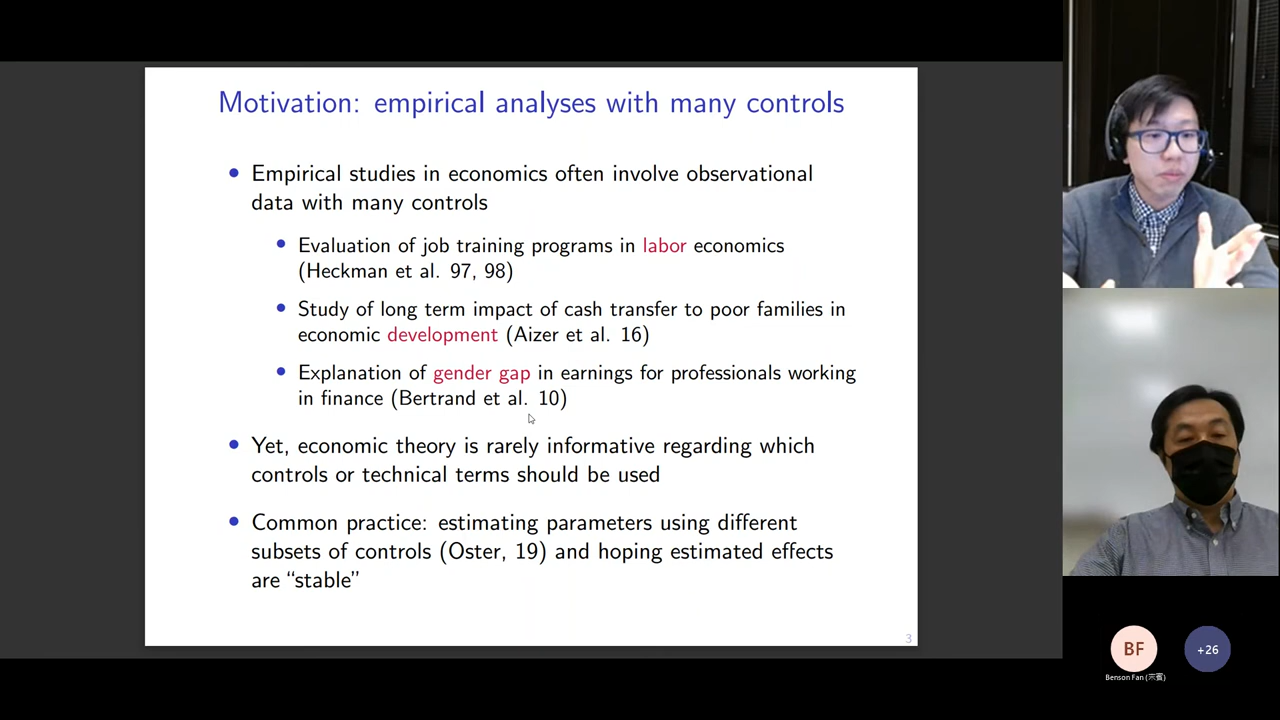 Motivation: empirical analyses with many controls
• Empirical studies in economics often involve observational
data with many controls
• Evaluation of job training programs in labor economics
(Heckman et al. 97, 98)
• Study of long term impact of cash transfer to poor families in
economic development (Aizer et al. 16)
• Explanation of gender gap in earnings for professionals working
in finance (Bertrand et al. 10)
• Yet, economic theory is rarely informative regarding which
controls or technical terms should be used
• Common practice: estimating parameters using different
subsets of controls (Oster, 19) and hoping estimated effects
are “stable”
3
BF
+26
Benson Fan